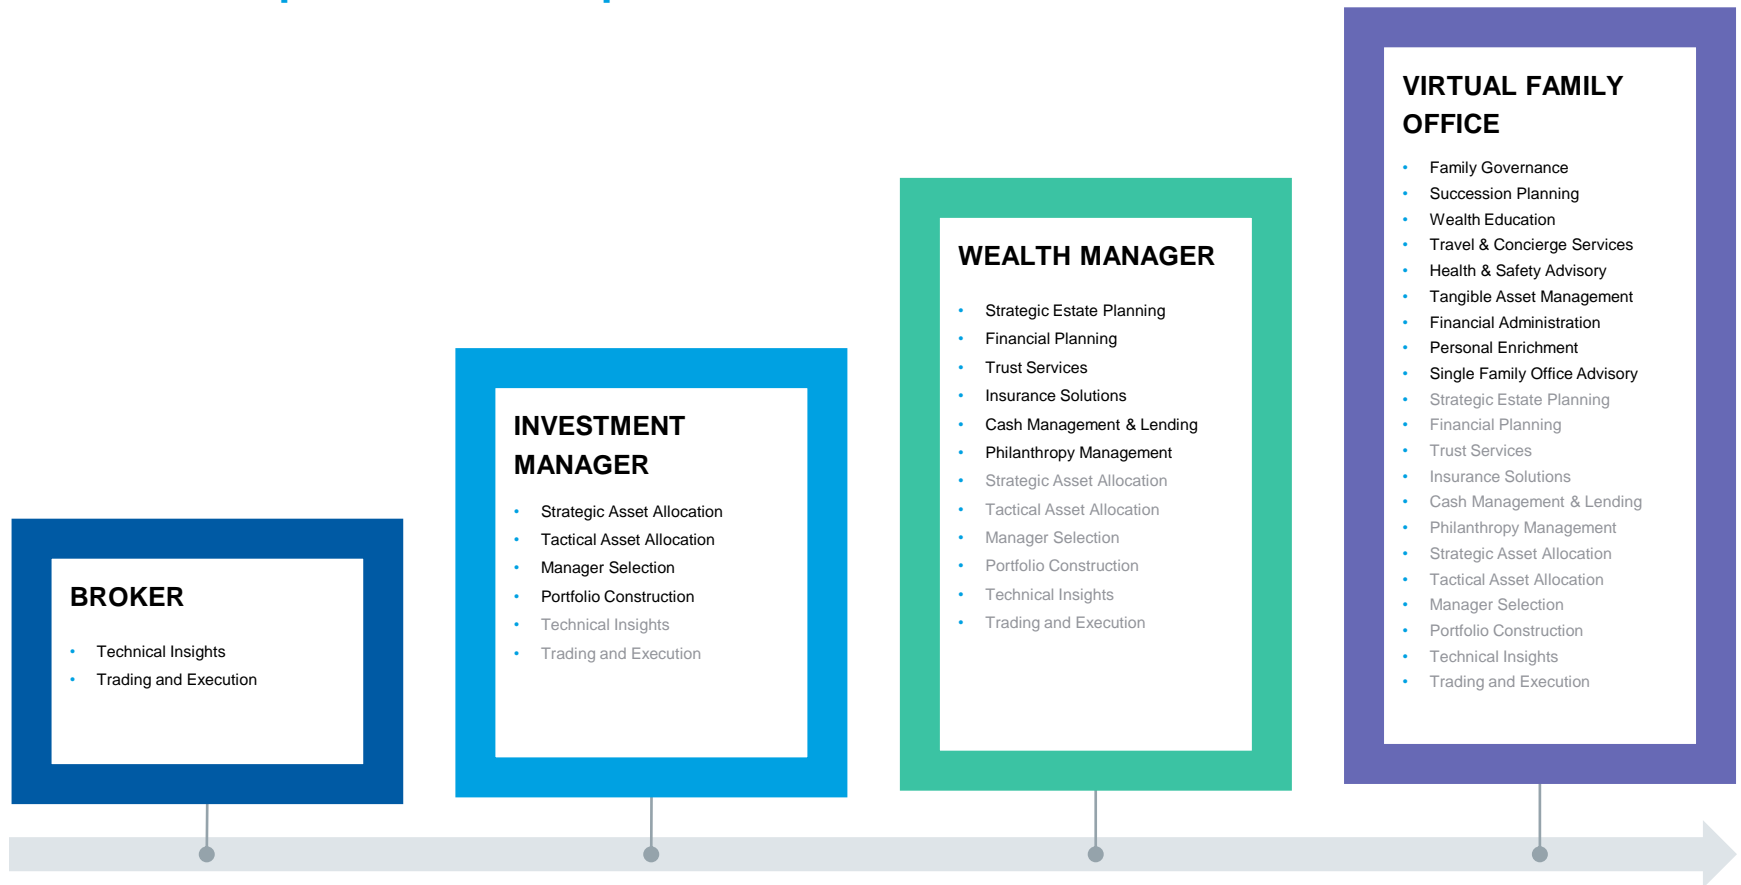 BROKER
• Technical Insights
• Trading and Execution
INVESTMENT
MANAGER
• Strategic Asset Allocation
• Tactical Asset Allocation
• Manager Selection
• Portfolio Construction
• Technical Insights
• Trading and Execution
WEALTH MANAGER
• Strategic Estate Planning
• Financial Planning
• Trust Services
• Insurance Solutions
• Cash Management & Lending
• Philanthropy Management
• Strategic Asset Allocation
• Tactical Asset Allocation
• Manager Selection
• Portfolio Construction
• Technical Insights
• Trading and Execution
VIRTUAL FAMILY
OFFICE
• Family Governance
• Succession Planning
• Wealth Education
• Travel & Concierge Services
• Health & Safety Advisory
• Tangible Asset Management
• Financial Administration
• Personal Enrichment
• Single Family Office Advisory
• Strategic Estate Planning
• Financial Planning
• Trust Services
• Insurance Solutions
• Cash Management & Lending
• Philanthropy Management
• Strategic Asset Allocation
• Tactical Asset Allocation
• Manager Selection
• Portfolio Construction
• Technical Insights
• Trading and Execution